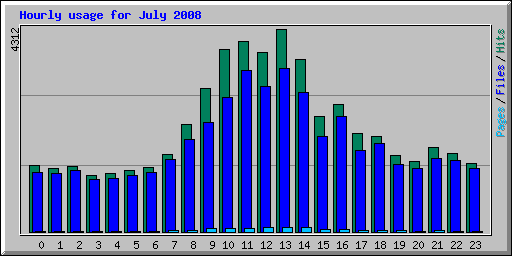 Hourly usage for July 2008
4312
Pages/Files/Hits
0 1 2 3 4 5 6 7 8 9 10 11 12 13 14 15 16 17 18 19 20 21 22 23